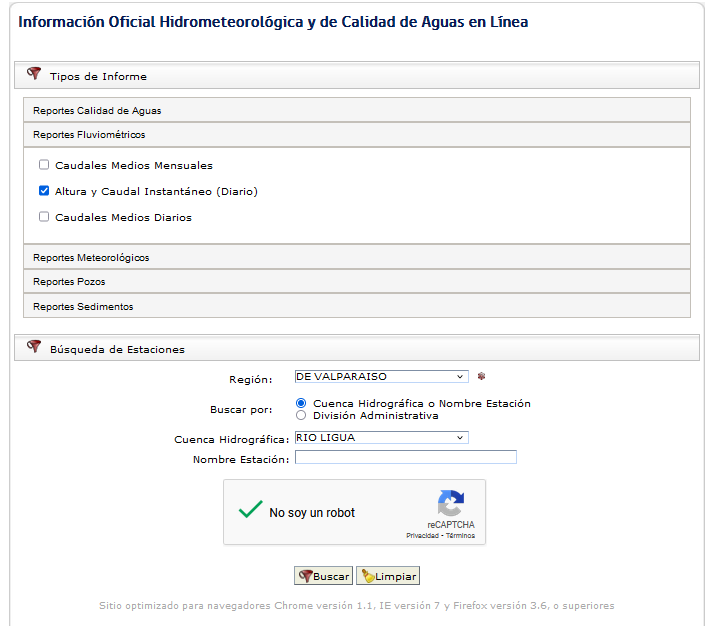 Información Oficial Hidrometeorológica y de Calidad de Aguas en Línea
Tipos de Informe
Reportes Calidad de Aguas
Reportes Fluviométricos
Caudales Medios Mensuales
Altura y Caudal Instantáneo (Diario)
Caudales Medios Diarios
Reportes Meteorológicos
Reportes Pozos
Reportes Sedimentos
Búsqueda de Estaciones
Región: DE VALPARAISO
Buscar por: Cuenca Hidrográfica o Nombre Estación
División Administrativa
Cuenca Hidrográfica: RIO LIGUA
Nombre Estación:
No soy un robot
reCAPTCHA
Privacidad - Términos
Buscar Limpiar
Sitio optimizado para navegadores Chrome versión 1.1, IE versión 7 y Firefox versión 3.6, o superiores